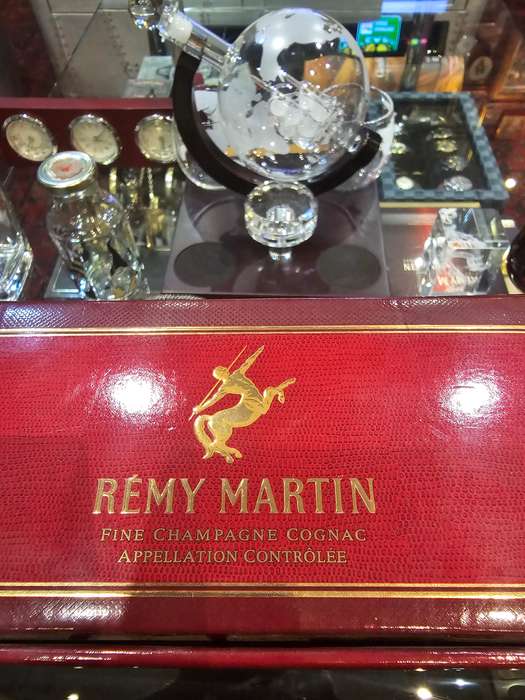 RÉMY MARTIN
FINE CHAMPAGNE COGNAC
APPELLATION CONTRÔLÉE